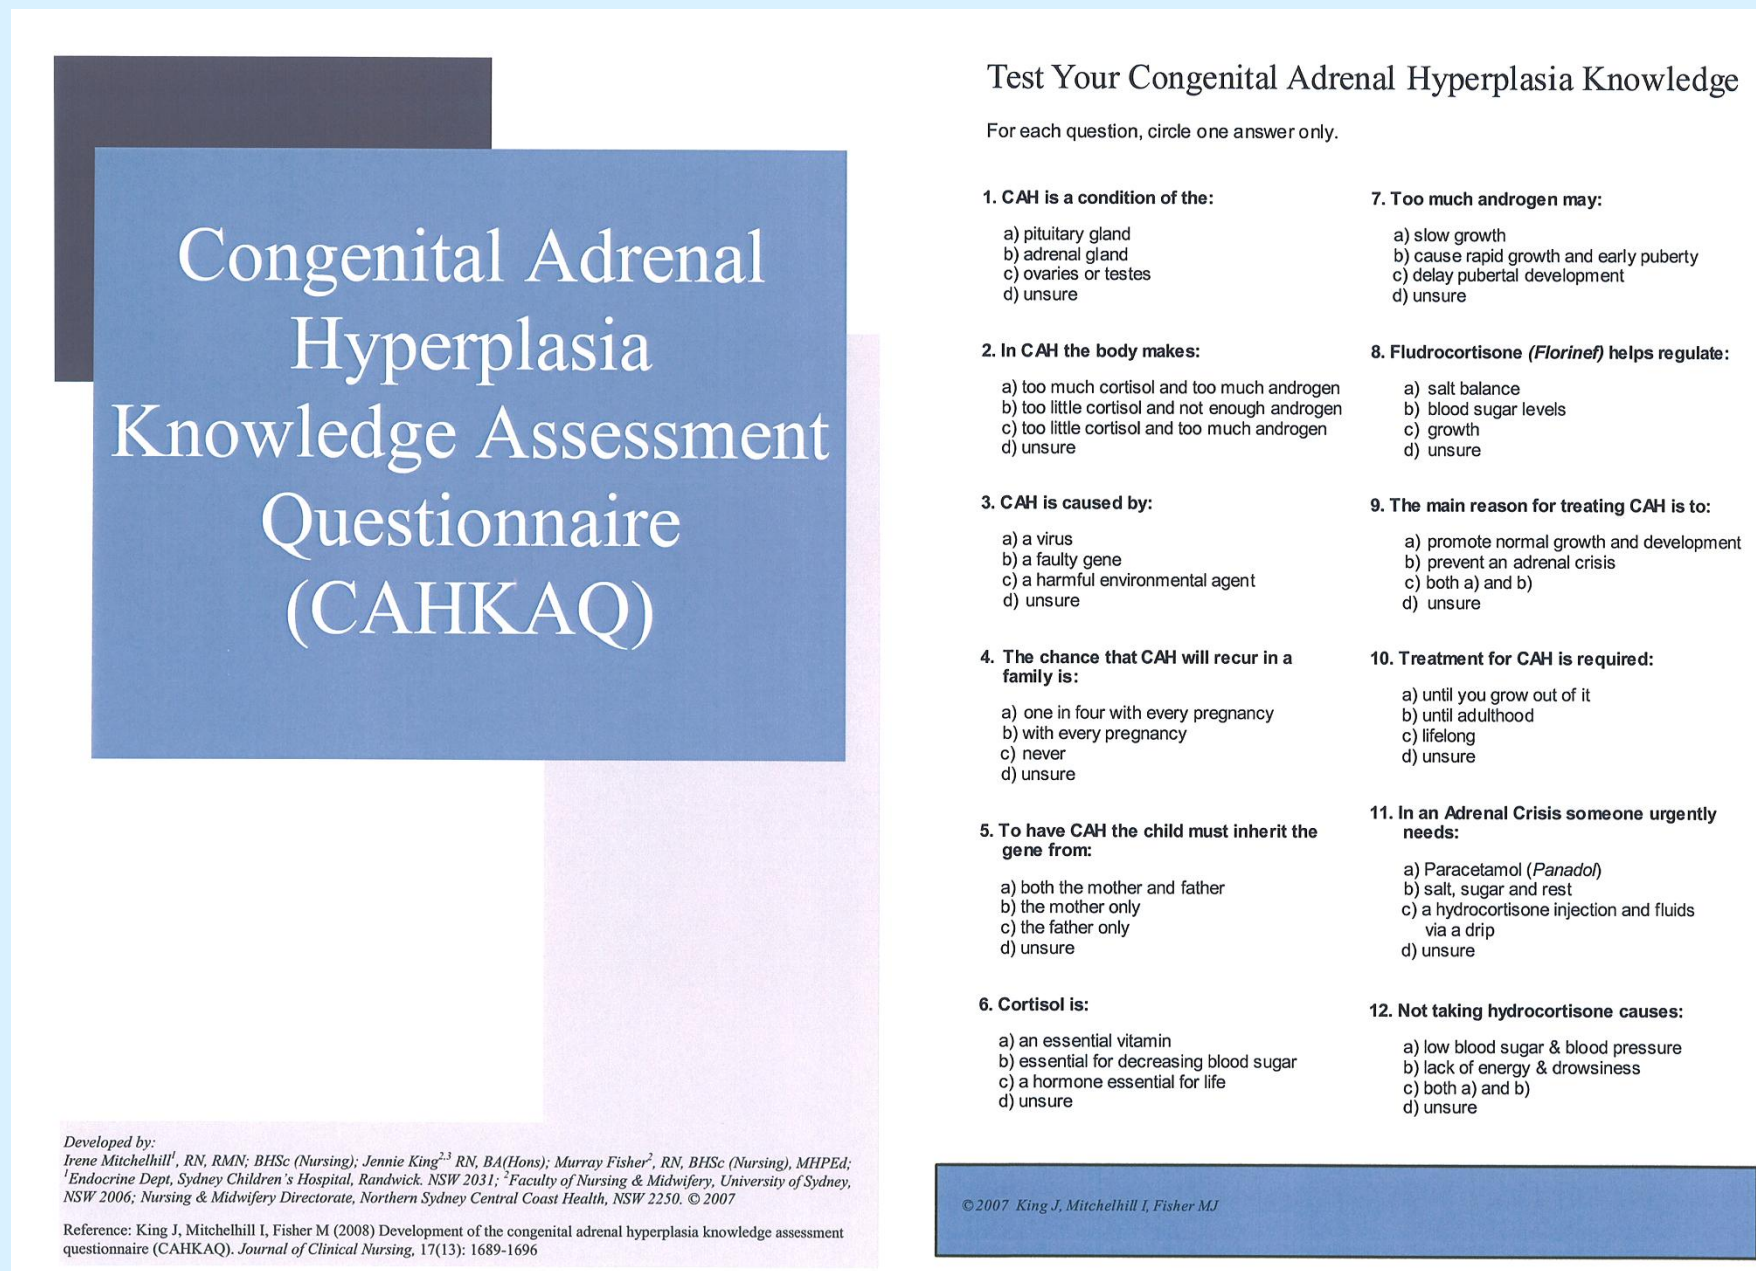 Congenital Adrenal
Hyperplasia
Knowledge Assessment
Questionnaire
(CAHKAQ)
Developed by:
Irene Mitchelhill1, RN, RMN; BHSc (Nursing); Jennie King2,3 RN, BA(Hons); Murray Fisher2, RN, BHSc (Nursing), MHPEd;
1Endocrine Dept, Sydney Children's Hospital, Randwick. NSW 2031; 2Faculty of Nursing & Midwifery, University of Sydney,
NSW 2006; Nursing & Midwifery Directorate, Northern Sydney Central Coast Health, NSW 2250. © 2007
Reference: King J, Mitchelhill I, Fisher M (2008) Development of the congenital adrenal hyperplasia knowledge assessment
questionnaire (CAHKAQ). Journal of Clinical Nursing, 17(13): 1689-1696
Test Your Congenital Adrenal Hyperplasia Knowledge
For each question, circle one answer only.
1. CAH is a condition of the:
a) pituitary gland
b) adrenal gland
c) ovaries or testes
d) unsure
2. In CAH the body makes:
a) too much cortisol and too much androgen
b) too little cortisol and not enough androgen
c) too little cortisol and too much androgen
d) unsure
3. CAH is caused by:
a) a virus
b) a faulty gene
c) a harmful environmental agent
d) unsure
4. The chance that CAH will recur in a
family is:
a) one in four with every pregnancy
b) with every pregnancy
c) never
d) unsure
5. To have CAH the child must inherit the
gene from:
a) both the mother and father
b) the mother only
c) the father only
d) unsure
6. Cortisol is:
a) an essential vitamin
b) essential for decreasing blood sugar
c) a hormone essential for life
d) unsure
7. Too much androgen may:
a) slow growth
b) cause rapid growth and early puberty
c) delay pubertal development
d) unsure
8. Fludrocortisone (Florinef) helps regulate:
a) salt balance
b) blood sugar levels
c) growth
d) unsure
9. The main reason for treating CAH is to:
a) promote normal growth and development
b) prevent an adrenal crisis
c) both a) and b)
d) unsure
10. Treatment for CAH is required:
a) until you grow out of it
b) until adulthood
c) lifelong
d) unsure
11. In an Adrenal Crisis someone urgently
needs:
a) Paracetamol (Panadol)
b) salt, sugar and rest
c) a hydrocortisone injection and fluids
via a drip
d) unsure
12. Not taking hydrocortisone causes:
a) low blood sugar & blood pressure
b) lack of energy & drowsiness
c) both a) and b)
d) unsure
©2007 King J, Mitchelhill I, Fisher MJ